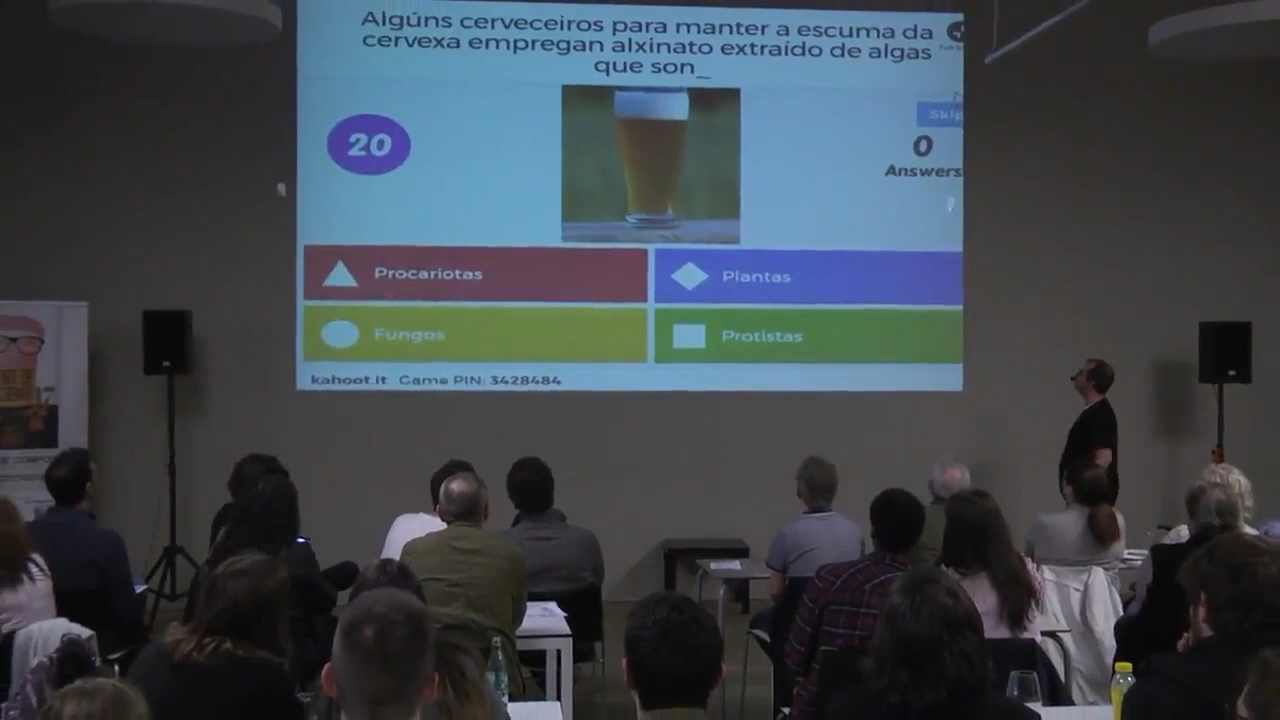 Algúns cerveceiros para manter a escuma da
cervexa empregan alxinato extraído de algas
que son_
20
Skip
0
Answers
Procariotas
Plantas
Fungos
Protistas
kahoot.it Game PIN: 3428484